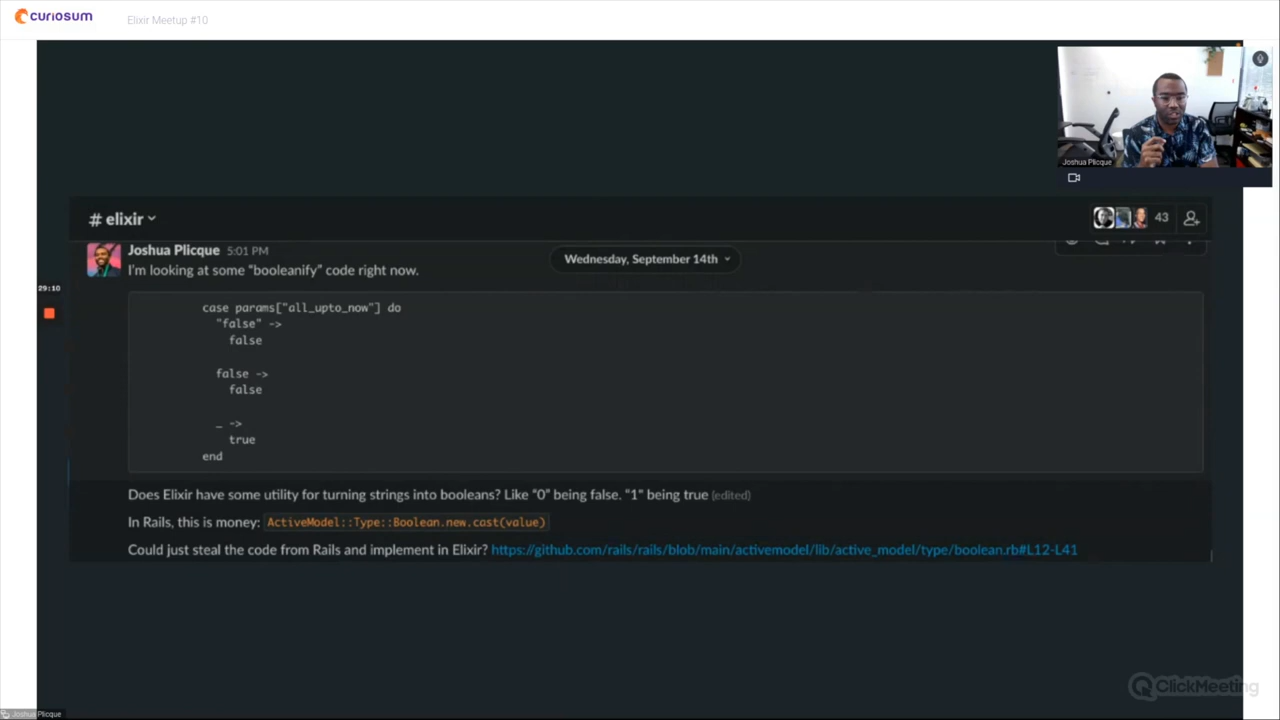 curiosum
Elixir Meetup #10
Joshua Plicque
# elixir
43
Joshua Plicque 5:01 PM
Wednesday, September 14th
I'm looking at some "booleanify" code right now.
29:10
case params["all_upto_now"] do
"false" ->
false
false ->
false
_ ->
true
end
Does Elixir have some utility for turning strings into booleans? Like "0" being false. "1" being true (edited)
In Rails, this is money: ActiveModel::Type::Boolean.new.cast(value)
Could just steal the code from Rails and implement in Elixir? https://github.com/rails/rails/blob/main/activemodel/lib/active_model/type/boolean.rb#L12-L41
ClickMeeting
Joshua Plicque